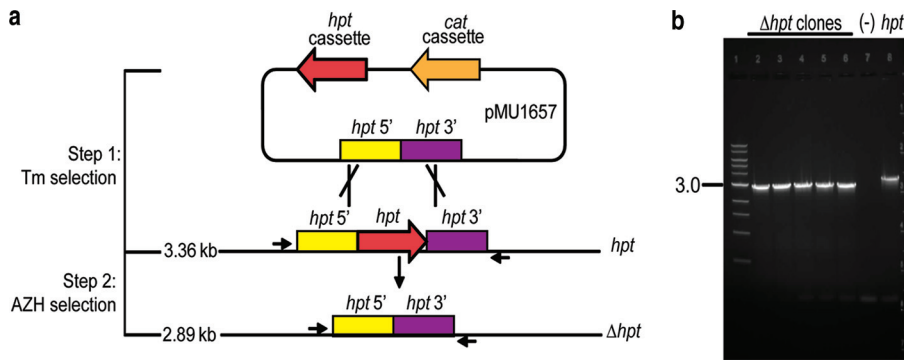 a
hpt
cassette
cat
cassette
pMU1657
hpt 5’ hpt 3’
Step 1:
Tm selection
hpt 5’ hpt hpt 3’
3.36 kb hpt
Step 2:
AZH selection
hpt 5’ hpt 3’
2.89 kb Δhpt
b
Δhpt clones (-) hpt
1 2 3 4 5 6 7 8
3.0